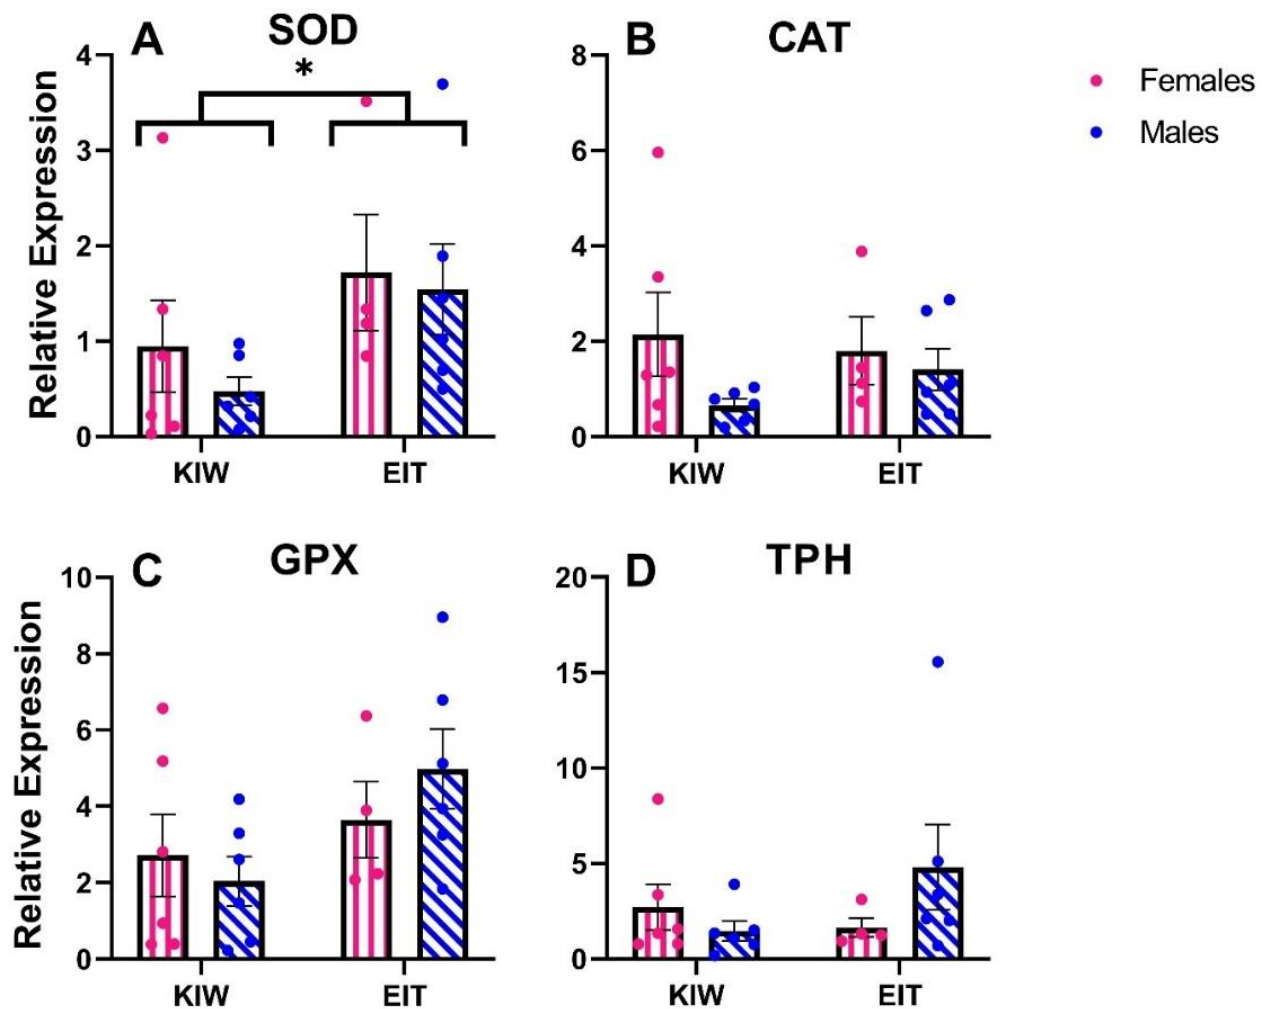 A SOD
Relative Expression
4
3
2
1
0
*
KIW EIT
B CAT
8
6
4
2
0
KIW EIT
Females
Males
C GPX
Relative Expression
10
8
6
4
2
0
KIW EIT
D TPH
20
15
10
5
0
KIW EIT